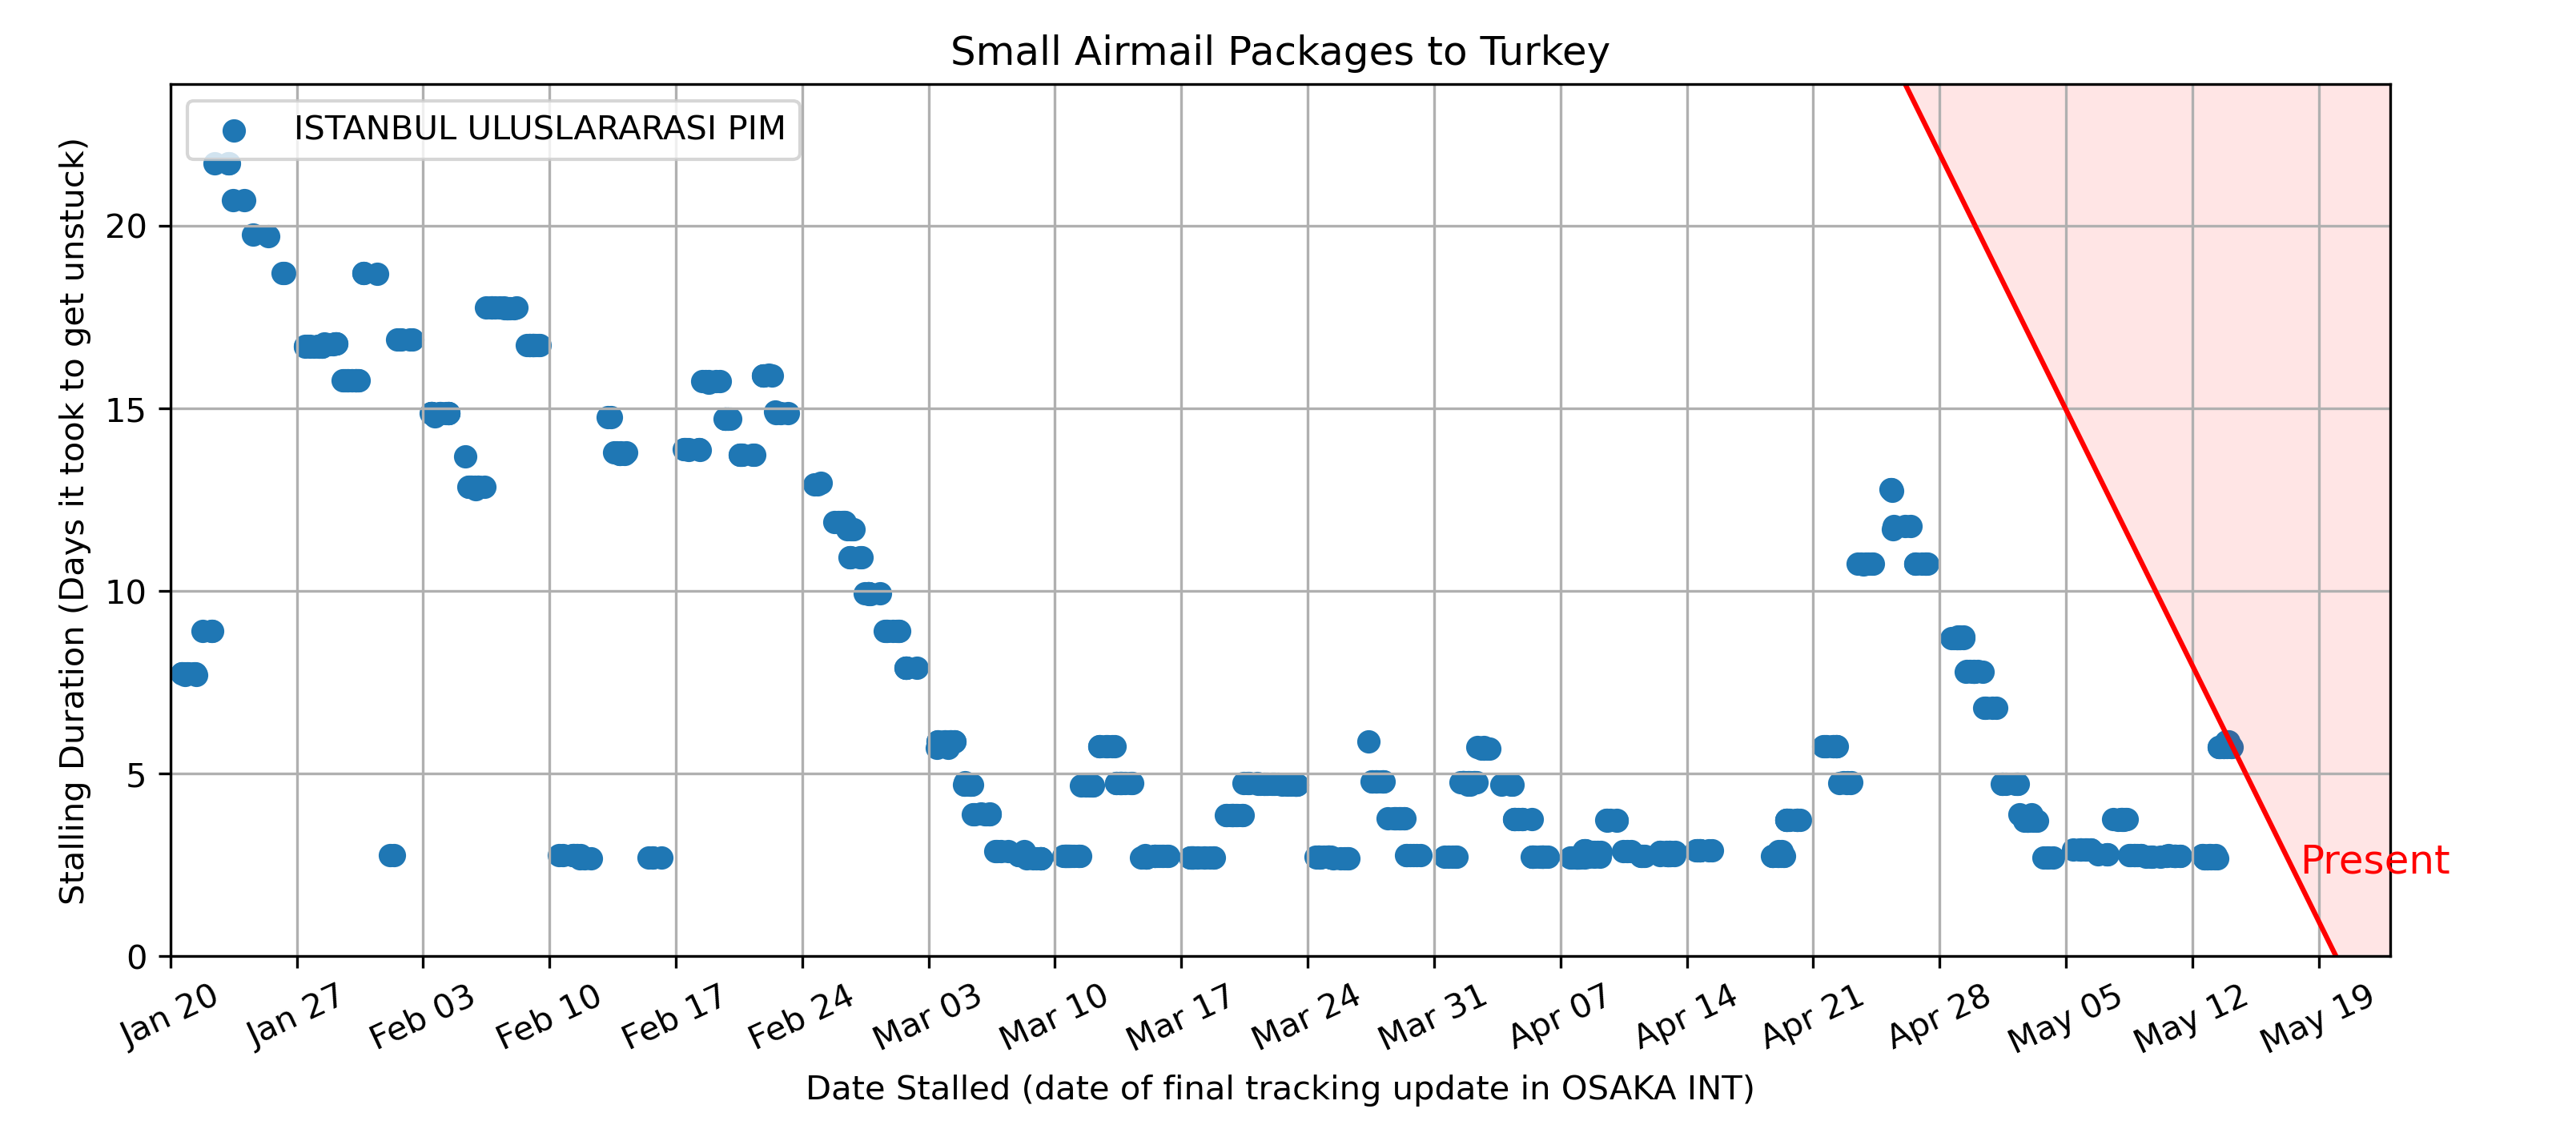 Small Airmail Packages to Turkey
ISTANBUL ULUSLARARASI PIM
Stalling Duration (Days it took to get unstuck)
20
15
10
5
0
Present
Jan 20
Jan 27
Feb 03
Feb 10
Feb 17
Feb 24
Mar 03
Mar 10
Mar 17
Mar 24
Mar 31
Apr 07
Apr 14
Apr 21
Apr 28
May 05
May 12
May 19
Date Stalled (date of final tracking update in OSAKA INT)